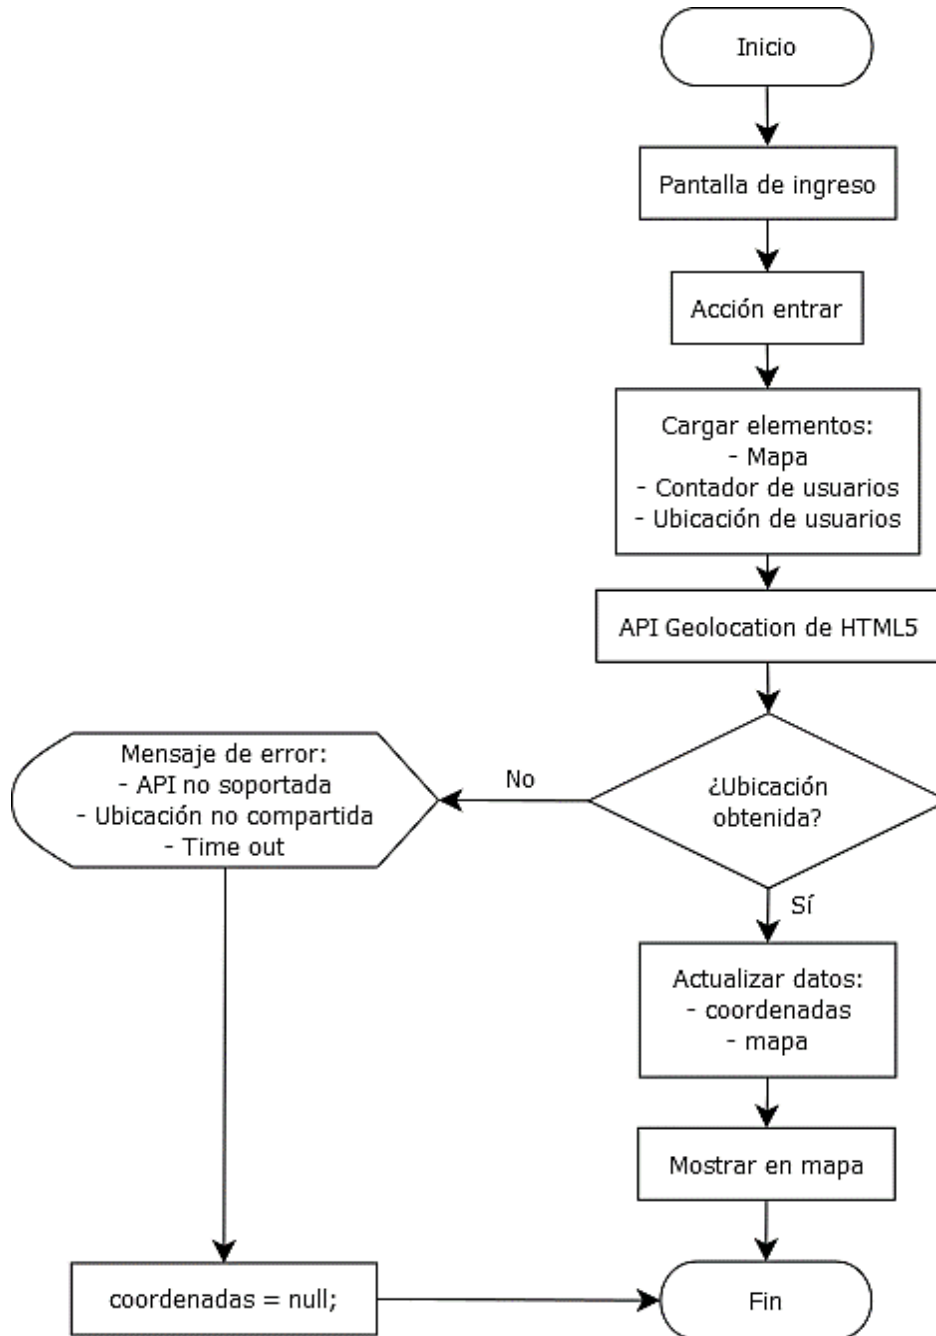 Inicio
Pantalla de ingreso
Acción entrar
Cargar elementos:
- Mapa
- Contador de usuarios
- Ubicación de usuarios
API Geolocation de HTML5
¿Ubicación
obtenida?
No
Mensaje de error:
- API no soportada
- Ubicación no compartida
- Time out
Sí
Actualizar datos:
- coordenadas
- mapa
Mostrar en mapa
coordenadas = null;
Fin